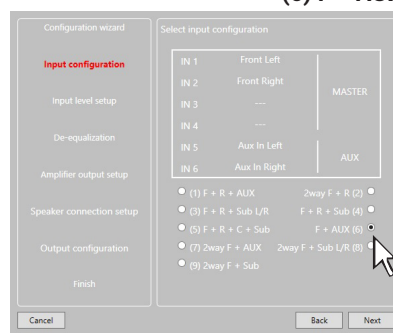 Configuration wizard
Input configuration
Input level setup
De-equalization
Amplifier output setup
Speaker connection setup
Output configuration
Finish
Select input configuration
IN 1 Front Left
IN 2 Front Right
IN 3 ---
IN 4 ---
MASTER
IN 5 Aux In Left
IN 6 Aux In Right
AUX
(1) F + R + AUX 2way F + R (2)
(3) F + R + Sub L/R F + R + Sub (4)
(5) F + R + C + Sub F + AUX (6)
(7) 2way F + AUX 2way F + Sub L/R (8)
(9) 2way F + Sub
Cancel Back Next